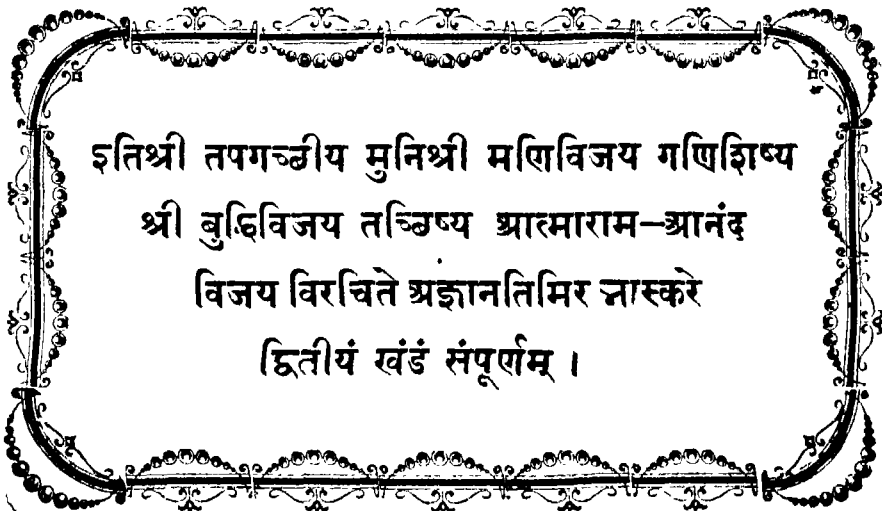 इतिश्री तपगच्छीय मुनिश्री मणिविजय गणिशिष्य
श्री बुद्धिविजय तच्छिष्य आत्माराम–आनंद
विजय विरचिते अज्ञानतिमिर भास्करे
द्वितीयं खंडं संपूर्णम् ।